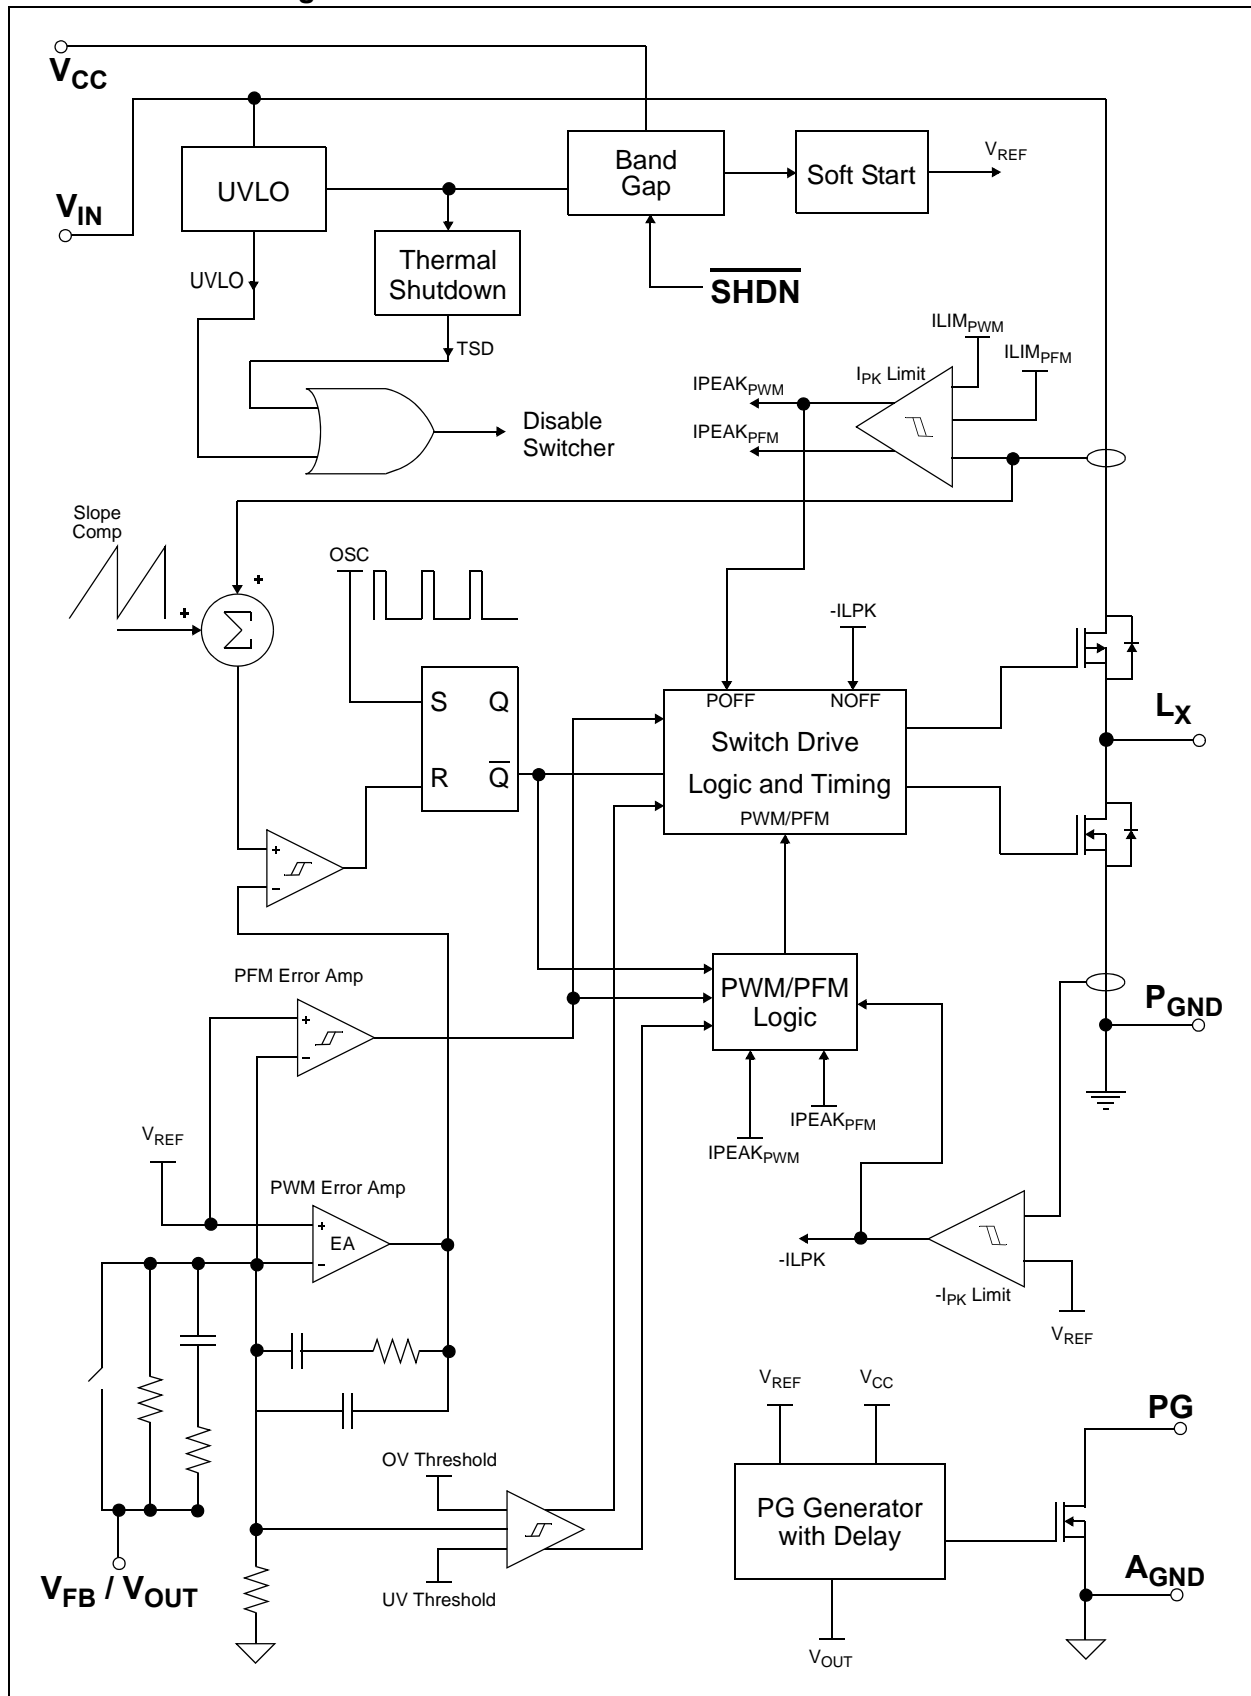 VCC
Band
Gap
Soft Start
VREF
UVLO
VIN
Thermal
Shutdown
UVLO
SHDN
TSD
ILIMPWM
ILIMPFM
IPK Limit
IPEAKPWM
IPEAKPFM
Disable
Switcher
Slope
Comp
OSC
+
+
Σ
-ILPK
S Q
R Q
POFF NOFF
Switch Drive
Logic and Timing
PWM/PFM
LX
+
−
PFM Error Amp
+
−
PWM/PFM
Logic
PGND
IPEAKPFM
IPEAKPWM
VREF
PWM Error Amp
+
EA
−
-ILPK
-IPK Limit
VREF
VREF
VCC
PG
OV Threshold
PG Generator
with Delay
VFB / VOUT
UV Threshold
AGND
VOUT